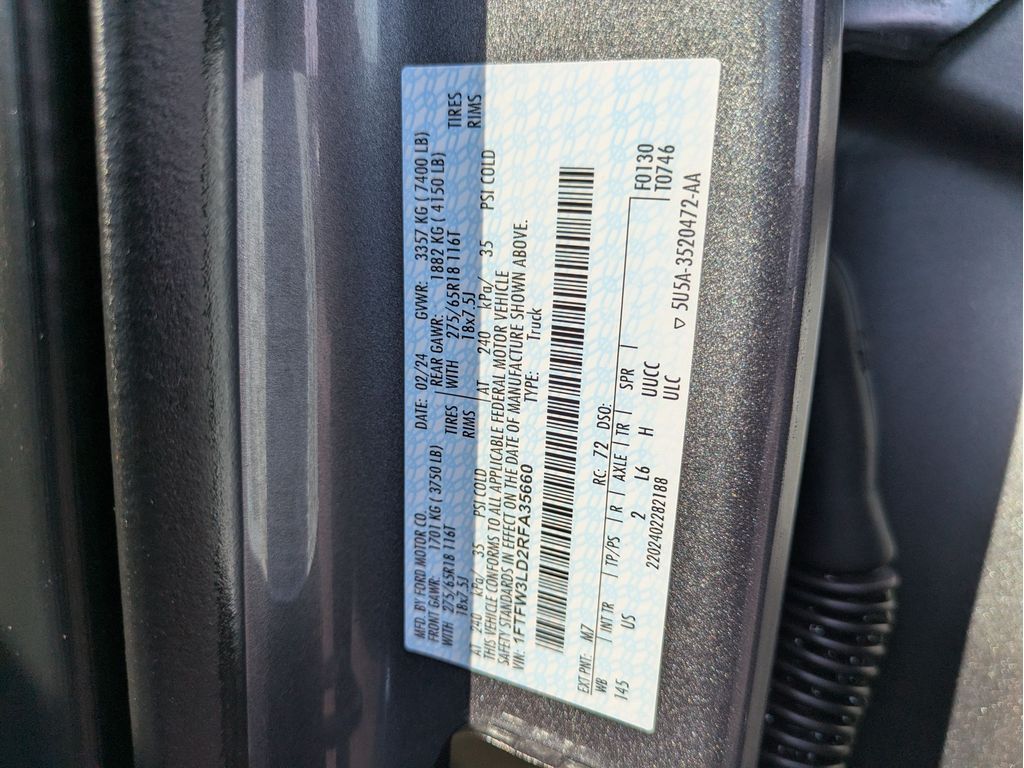 MFD. BY FORD MOTOR CO. DATE: 02/24 GVWR: 3357 KG ( 7400 LB)
FRONT GAWR: 1701 KG ( 3750 LB) REAR GAWR: 1882 KG ( 4150 LB)
WITH 275/65R18 116T TIRES WITH 275/65R18 116T TIRES
18x7.5J RIMS 18x7.5J RIMS
AT 240 kPa/ 35 PSI COLD AT 240 kPa/ 35 PSI COLD
THIS VEHICLE CONFORMS TO ALL APPLICABLE FEDERAL MOTOR VEHICLE
SAFETY STANDARDS IN EFFECT ON THE DATE OF MANUFACTURE SHOWN ABOVE.
VIN: 1FTFW3LD2RFA35660 TYPE: Truck
EXT PNT: M7 RC: 72 DSO: F0130
WB INT TR TP/PS R AXLE TR SPR T0746
145 US 2 L6 H UUCC
2202402282188 ULC
▽ 5U5A-3520472-AA